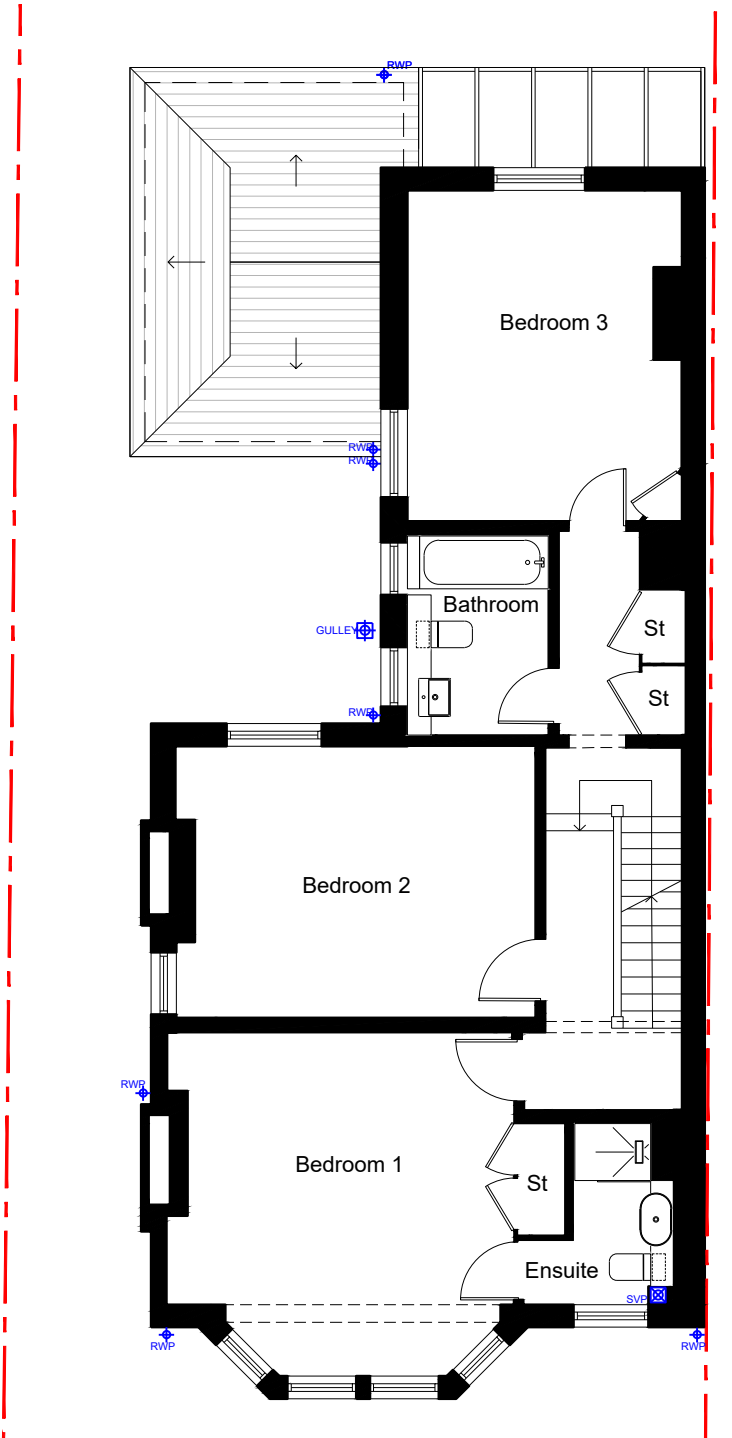 RWP
Bedroom 3
RWP
RWP
Bathroom
GULLEY
St
St
RWP
Bedroom 2
RWP
Bedroom 1
St
Ensuite
SVP
RWP
RWP